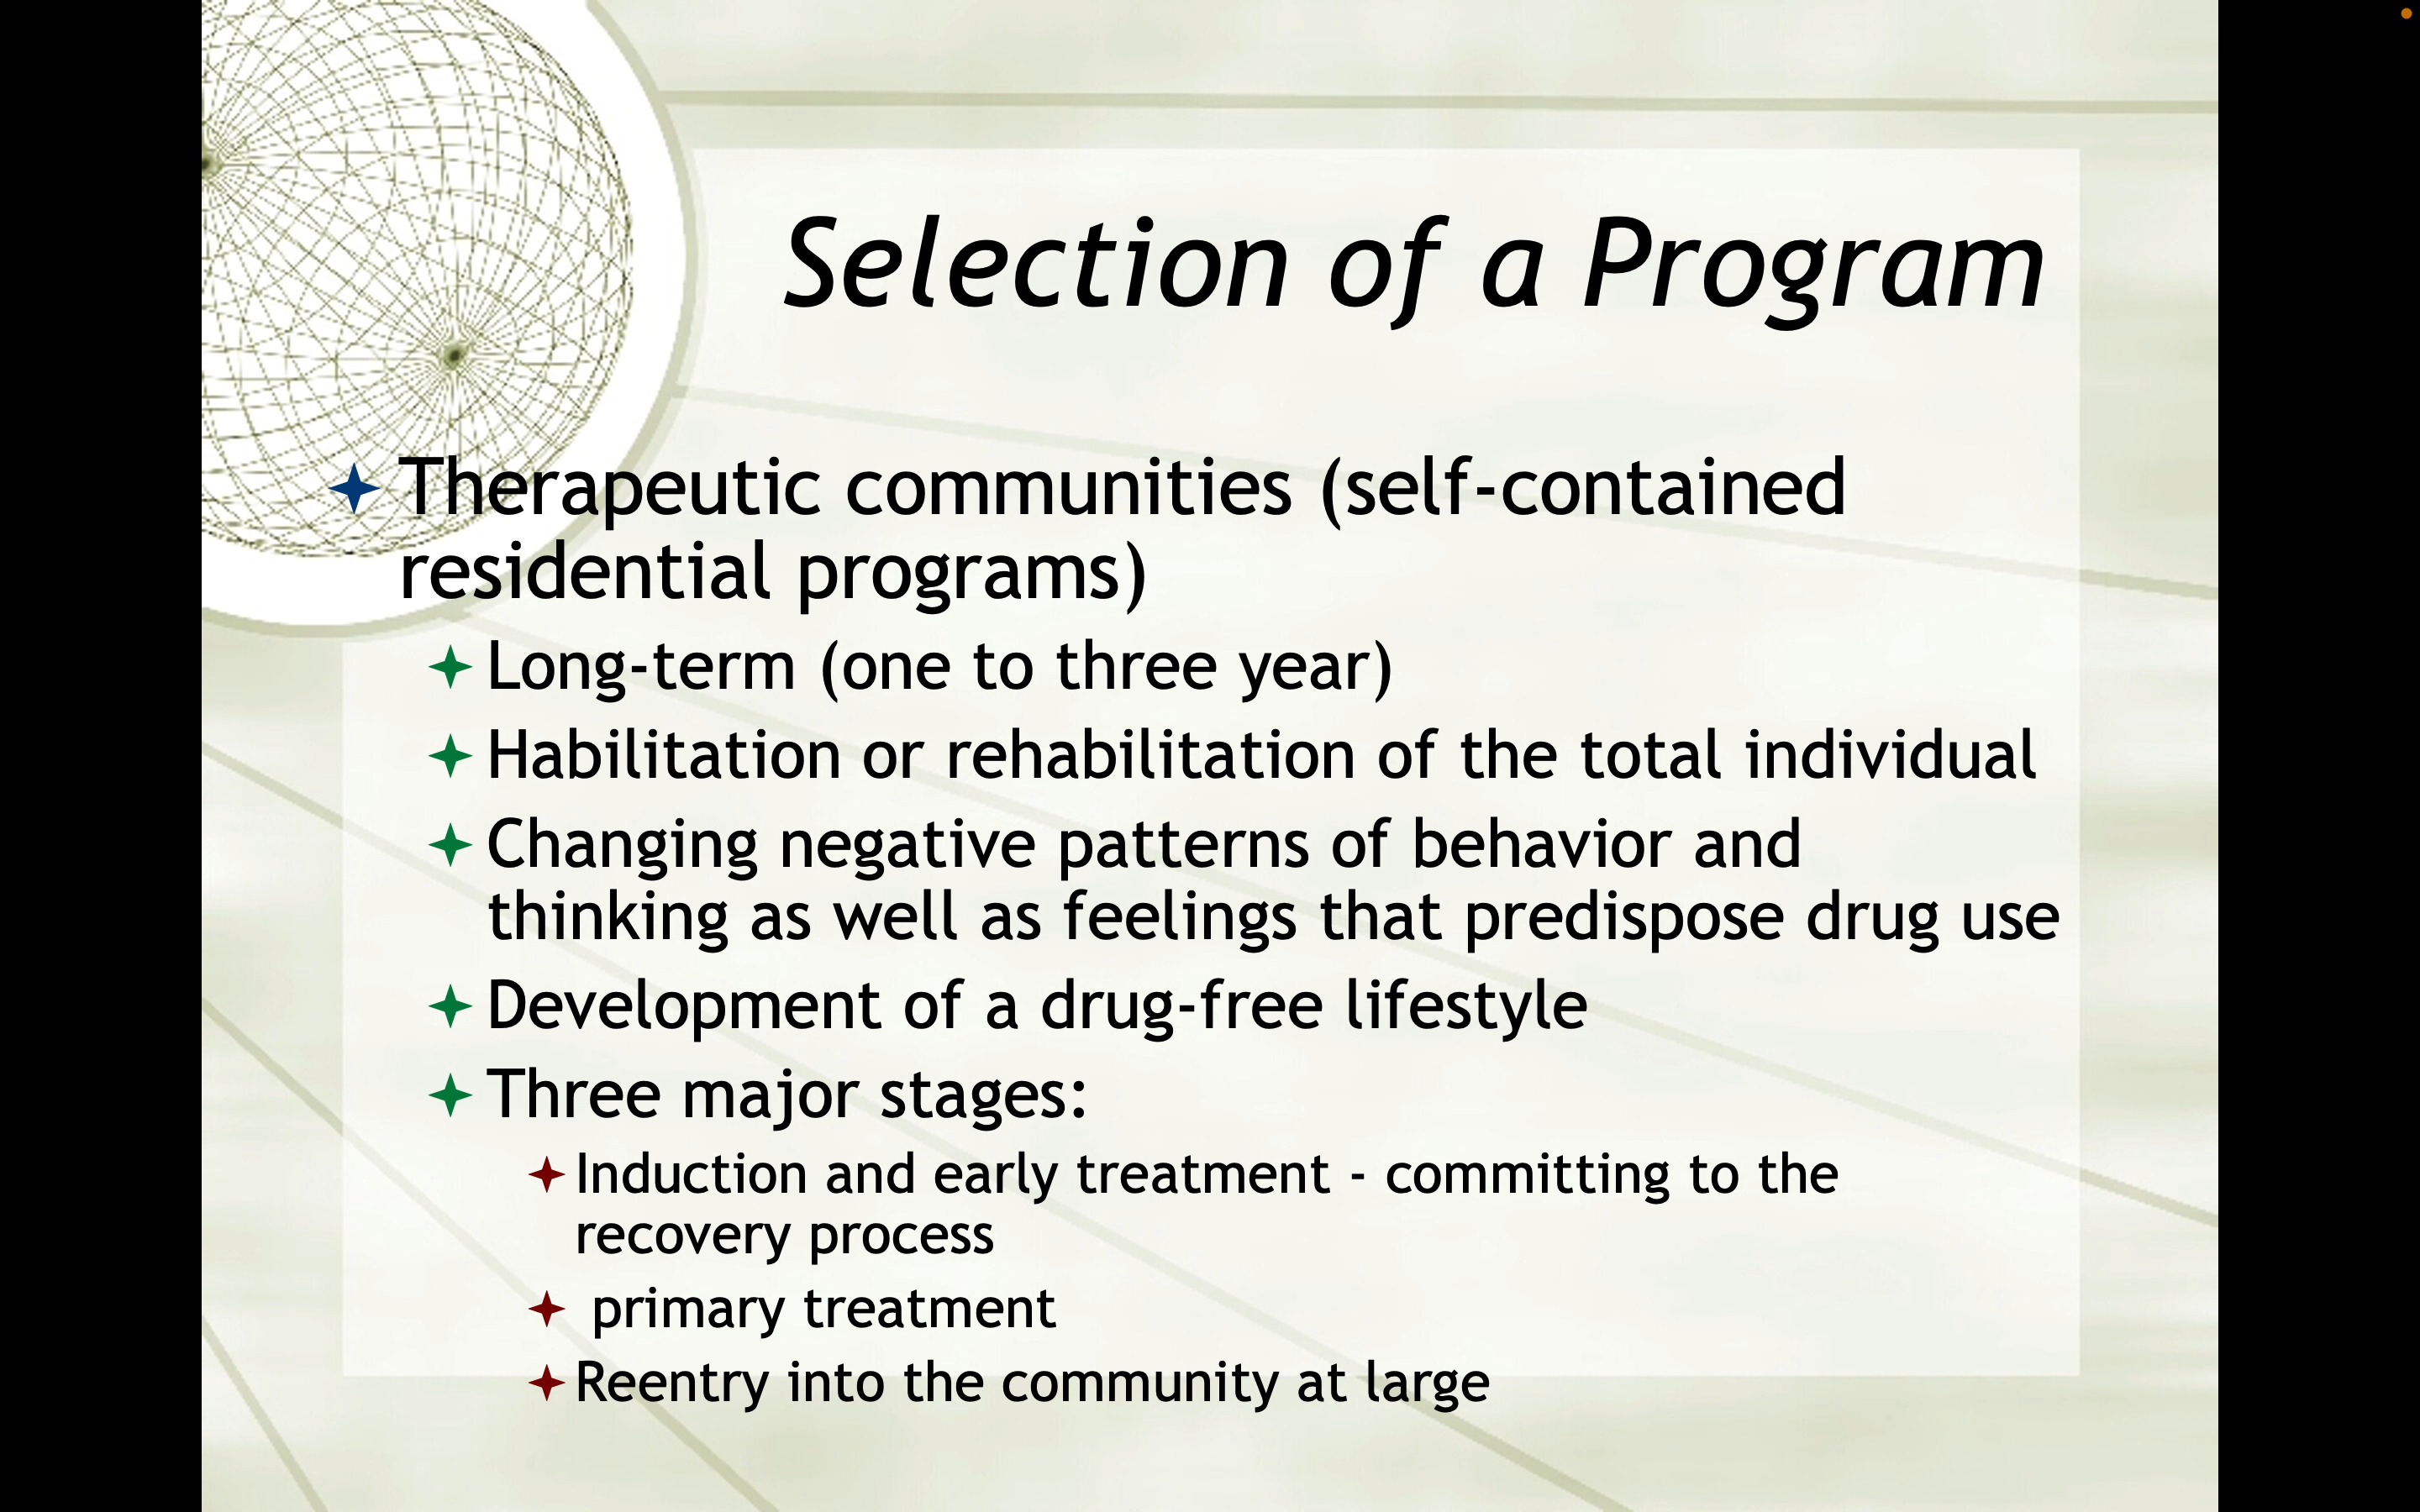 Selection of a Program
Therapeutic communities (self-contained
residential programs)
Long-term (one to three year)
Habilitation or rehabilitation of the total individual
Changing negative patterns of behavior and
thinking as well as feelings that predispose drug use
Development of a drug-free lifestyle
Three major stages:
Induction and early treatment - committing to the
recovery process
primary treatment
Reentry into the community at large